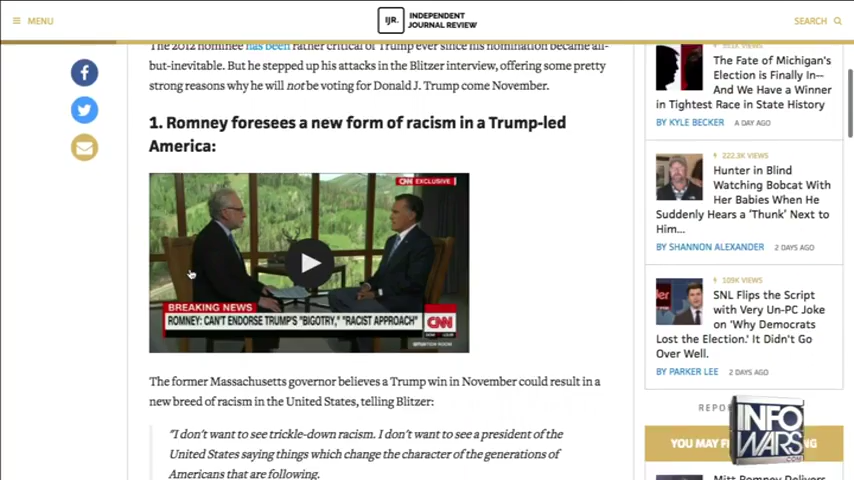 MENU
IJR.
INDEPENDENT
JOURNAL REVIEW
SEARCH
The 2012 nominee has been rather critical of Trump ever since his nomination became all-
but-inevitable. But he stepped up his attacks in the Blitzer interview, offering some pretty
strong reasons why he will not be voting for Donald J. Trump come November.
1. Romney foresees a new form of racism in a Trump-led
America:
CNN EXCLUSIVE
BREAKING NEWS
ROMNEY: CAN'T ENDORSE TRUMP'S "BIGOTRY," "RACIST APPROACH"
CNN
SITUATION ROOM
The former Massachusetts governor believes a Trump win in November could result in a
new breed of racism in the United States, telling Blitzer:
"I don't want to see trickle-down racism. I don't want to see a president of the
United States saying things which change the character of the generations of
Americans that are following.
VIEWS
The Fate of Michigan's
Election is Finally In--
And We Have a Winner
in Tightest Race in State History
BY KYLE BECKER
A DAY AGO
222.3K VIEWS
Hunter in Blind
Watching Bobcat With
Her Babies When He
Suddenly Hears a 'Thunk' Next to
Him...
BY SHANNON ALEXANDER
2 DAYS AGO
109K VIEWS
SNL Flips the Script
with Very Un-PC Joke
on 'Why Democrats
Lost the Election.' It Didn't Go
Over Well.
BY PARKER LEE
2 DAYS AGO
REPO
YOU MAY
NG
INFO
WARS
.com
Mitt Romney Delivers